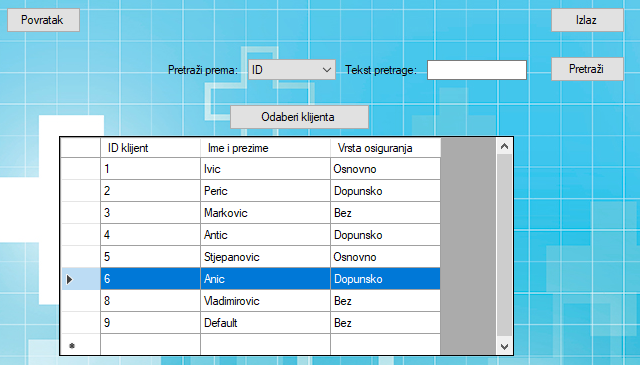 Povratak Izlaz
Pretraži prema: ID Tekst pretrage: Pretraži
Odaberi klijenta
ID klijent Ime i prezime Vrsta osiguranja
1 Ivic Osnovno
2 Peric Dopunsko
3 Markovic Bez
4 Antic Dopunsko
5 Stjepanovic Osnovno
6 Anic Dopunsko
8 Vladimirovic Bez
9 Default Bez